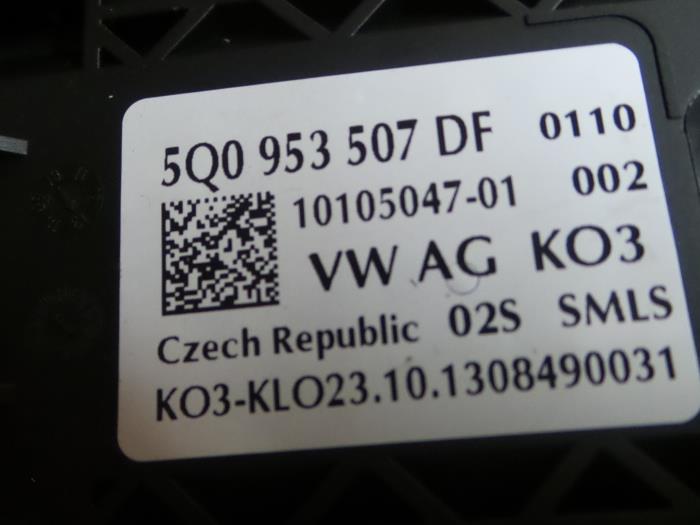 5Q0 953 507 DF 0110
10105047-01 002
VW AG KO3
Czech Republic 02S SMLS
KO3-KLO23.10.1308490031